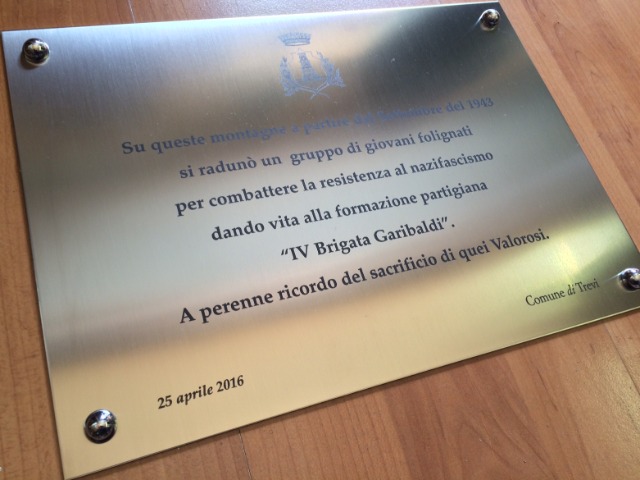 Su queste montagne a partire dal settembre del 1943
si radunò un gruppo di giovani folignati
per combattere la resistenza al nazifascismo
dando vita alla formazione partigiana
“IV Brigata Garibaldi”.
A perenne ricordo del sacrificio di quei Valorosi.
Comune di Trevi
25 aprile 2016